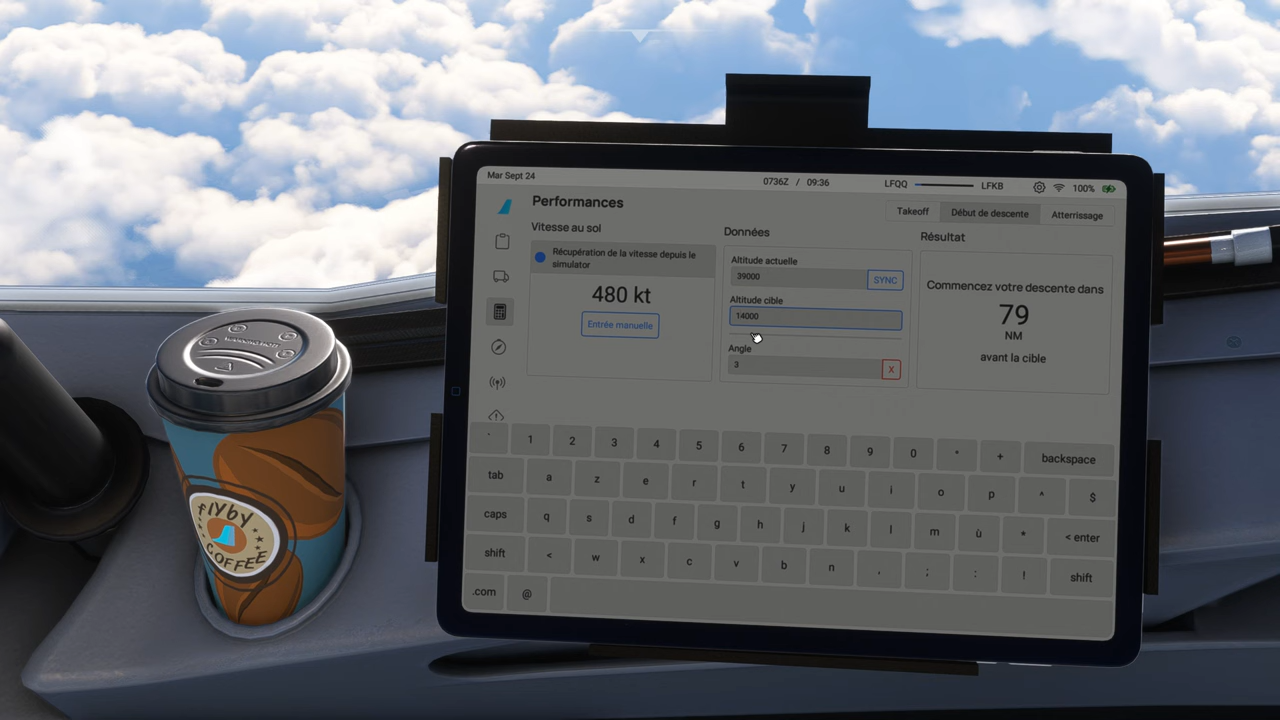 Mar Sept 24
0736Z / 09:36
LFQQ LFKB
100%
Performances
Takeoff Début de descente Atterrissage
Vitesse au sol
Récupération de la vitesse depuis le
simulator
480 kt
Entrée manuelle
Données
Altitude actuelle
39000 SYNC
Altitude cible
14000
Angle
3 X
Résultat
Commencez votre descente dans
79
NM
avant la cible
1 2 3 4 5 6 7 8 9 0 ° + backspace
tab a z e r t y u i o p ^ $
caps q s d f g h j k l m ù * < enter
shift < w x c v b n , ; : ! shift
.com @
FlyBy
COFFEE